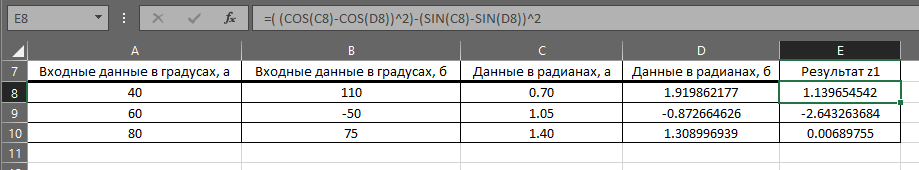 E8 fx =( (COS(C8)-COS(D8))^2)-(SIN(C8)-SIN(D8))^2
A B C D E
7 Входные данные в градусах, а Входные данные в градусах, б Данные в радианах, а Данные в радианах, б Результат z1
8 40 110 0.70 1.919862177 1.139654542
9 60 -50 1.05 -0.872664626 -2.643263684
10 80 75 1.40 1.308996939 0.00689755
11